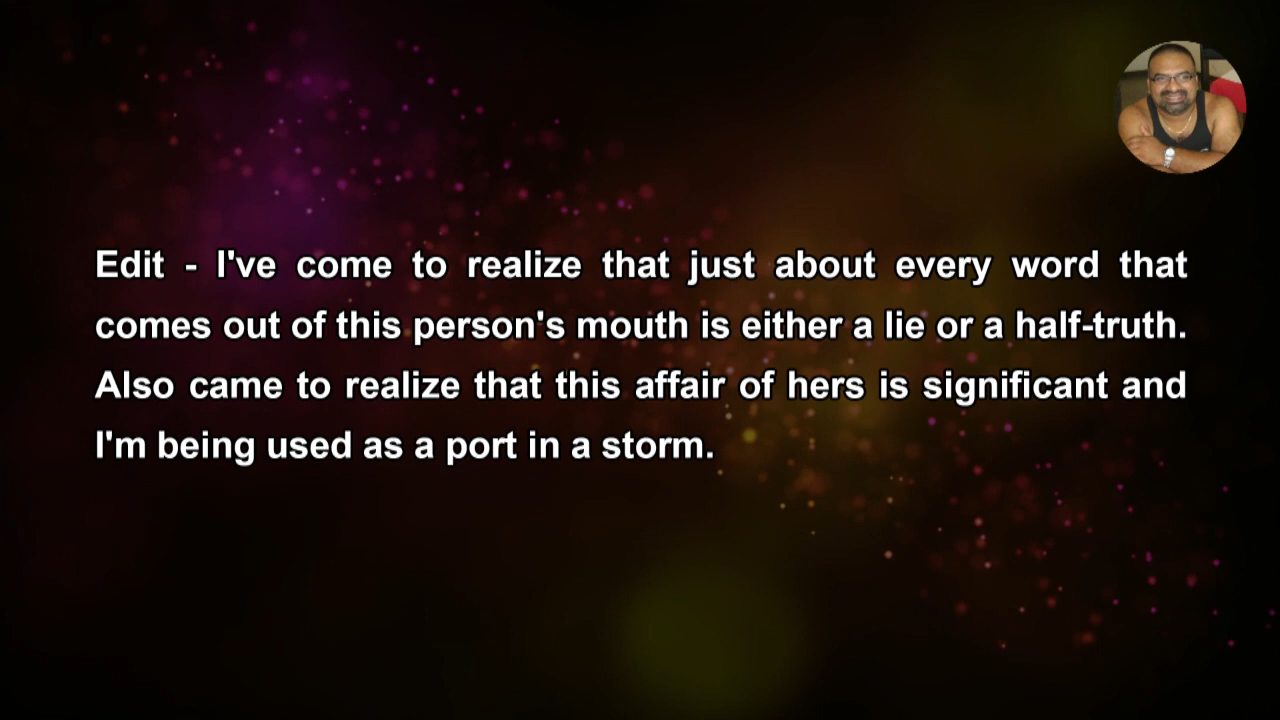 Edit - I've come to realize that just about every word that
comes out of this person's mouth is either a lie or a half-truth.
Also came to realize that this affair of hers is significant and
I'm being used as a port in a storm.